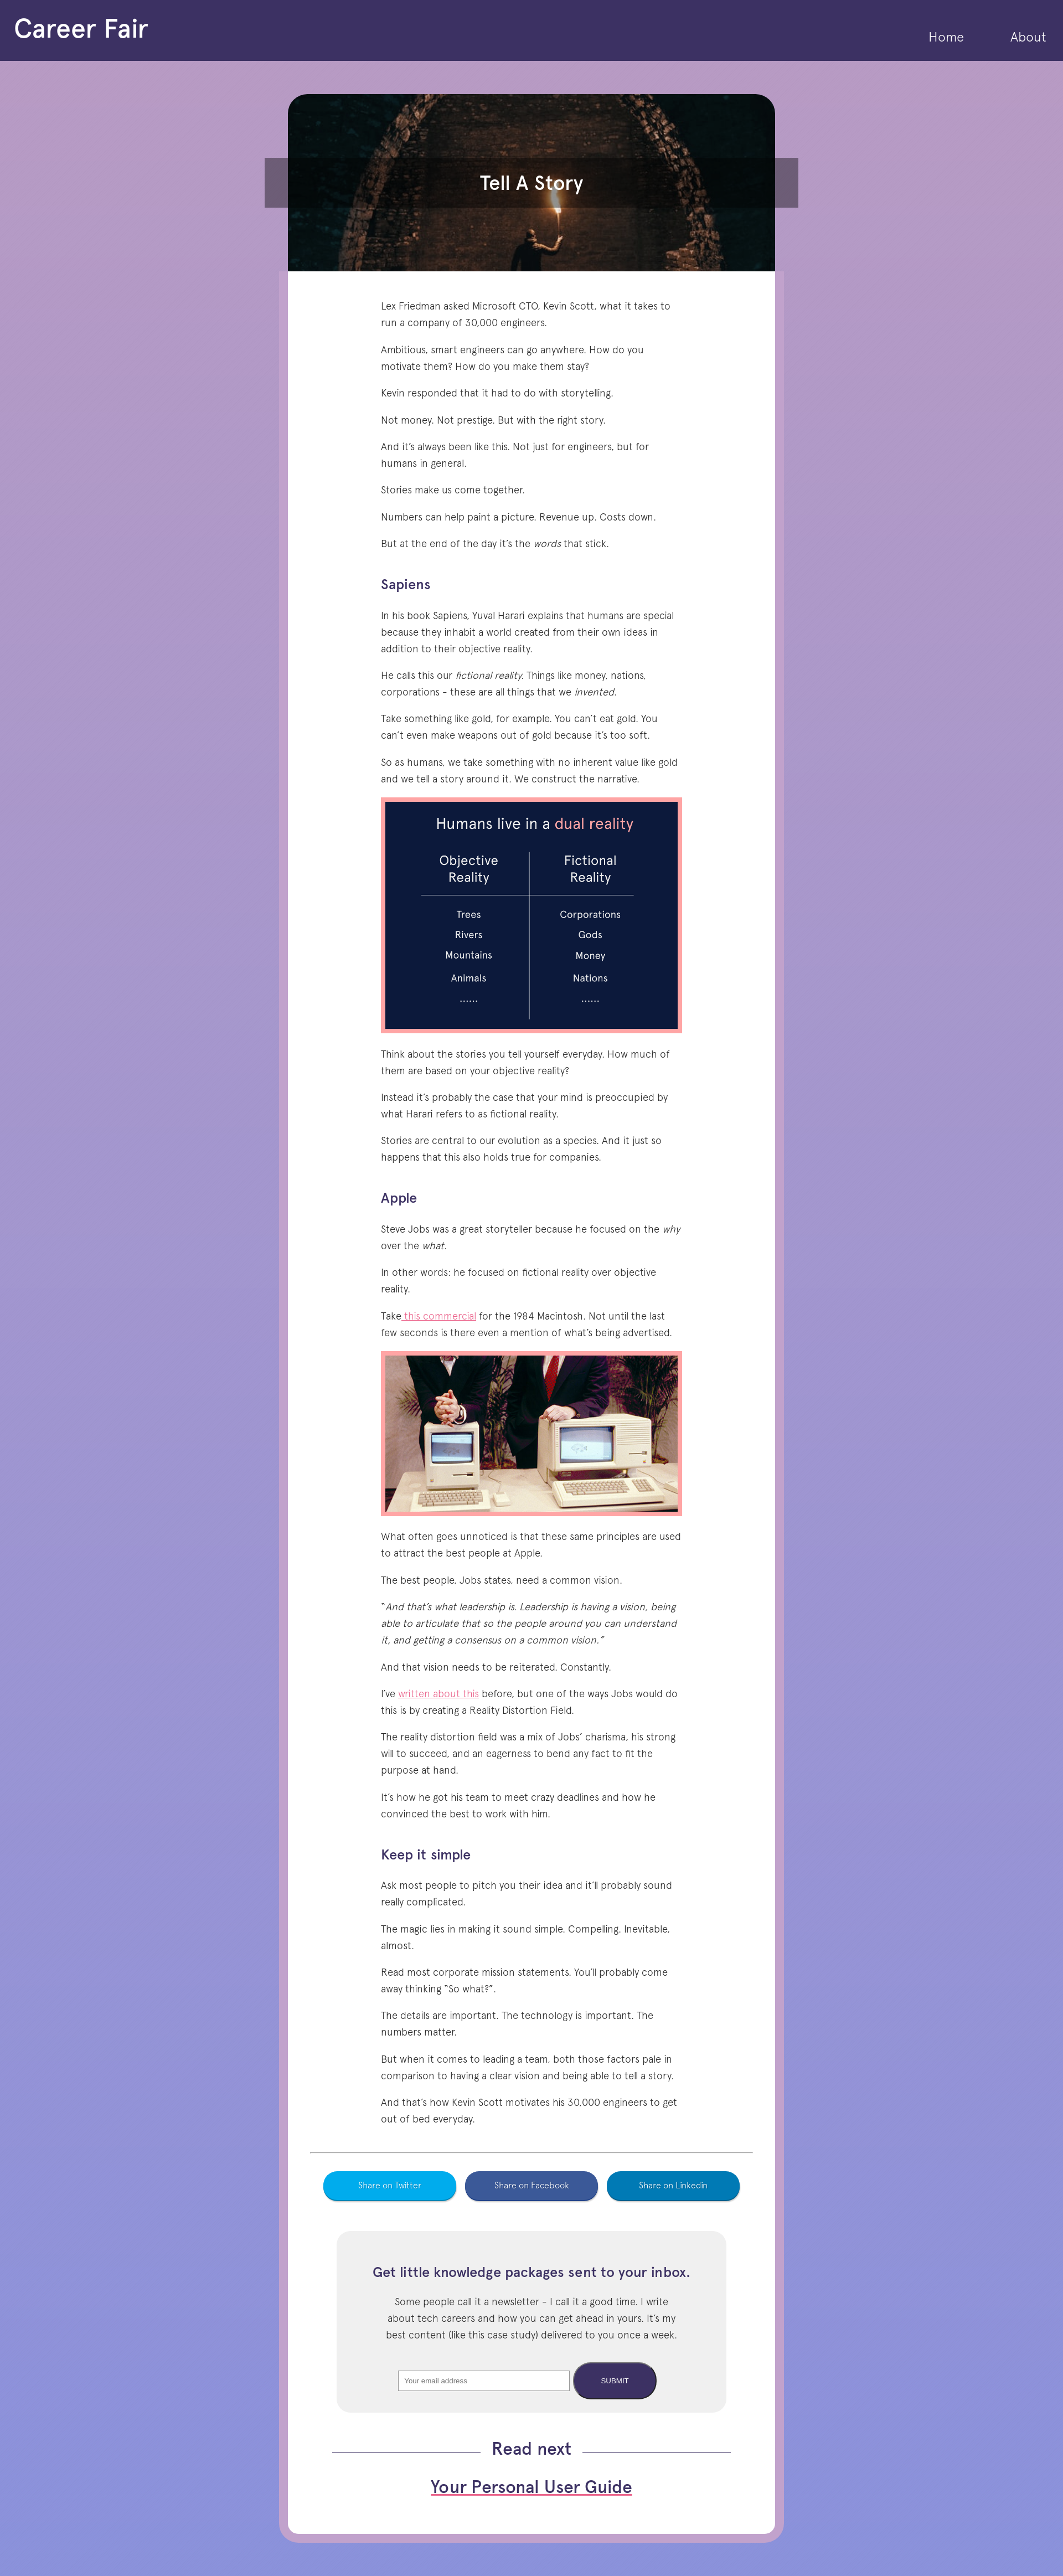 Career Fair
Home
About
Tell A Story
Lex Friedman asked Microsoft CTO, Kevin Scott, what it takes to
run a company of 30,000 engineers.
Ambitious, smart engineers can go anywhere. How do you
motivate them? How do you make them stay?
Kevin responded that it had to do with storytelling.
Not money. Not prestige. But with the right story.
And it’s always been like this. Not just for engineers, but for
humans in general.
Stories make us come together.
Numbers can help paint a picture. Revenue up. Costs down.
But at the end of the day it’s the words that stick.
Sapiens
In his book Sapiens, Yuval Harari explains that humans are special
because they inhabit a world created from their own ideas in
addition to their objective reality.
He calls this our fictional reality. Things like money, nations,
corporations - these are all things that we invented.
Take something like gold, for example. You can’t eat gold. You
can’t even make weapons out of gold because it’s too soft.
So as humans, we take something with no inherent value like gold
and we tell a story around it. We construct the narrative.
Humans live in a dual reality
Objective
Reality
Fictional
Reality
Trees
Corporations
Rivers
Gods
Mountains
Money
Animals
Nations
......
......
Think about the stories you tell yourself everyday. How much of
them are based on your objective reality?
Instead it’s probably the case that your mind is preoccupied by
what Harari refers to as fictional reality.
Stories are central to our evolution as a species. And it just so
happens that this also holds true for companies.
Apple
Steve Jobs was a great storyteller because he focused on the why
over the what.
In other words: he focused on fictional reality over objective
reality.
Take this commercial for the 1984 Macintosh. Not until the last
few seconds is there even a mention of what’s being advertised.
What often goes unnoticed is that these same principles are used
to attract the best people at Apple.
The best people, Jobs states, need a common vision.
“And that’s what leadership is. Leadership is having a vision, being
able to articulate that so the people around you can understand
it, and getting a consensus on a common vision.”
And that vision needs to be reiterated. Constantly.
I’ve written about this before, but one of the ways Jobs would do
this is by creating a Reality Distortion Field.
The reality distortion field was a mix of Jobs’ charisma, his strong
will to succeed, and an eagerness to bend any fact to fit the
purpose at hand.
It’s how he got his team to meet crazy deadlines and how he
convinced the best to work with him.
Keep it simple
Ask most people to pitch you their idea and it’ll probably sound
really complicated.
The magic lies in making it sound simple. Compelling. Inevitable,
almost.
Read most corporate mission statements. You’ll probably come
away thinking “So what?”.
The details are important. The technology is important. The
numbers matter.
But when it comes to leading a team, both those factors pale in
comparison to having a clear vision and being able to tell a story.
And that’s how Kevin Scott motivates his 30,000 engineers to get
out of bed everyday.
Share on Twitter
Share on Facebook
Share on Linkedin
Get little knowledge packages sent to your inbox.
Some people call it a newsletter - I call it a good time. I write
about tech careers and how you can get ahead in yours. It’s my
best content (like this case study) delivered to you once a week.
Your email address
SUBMIT
Read next
Your Personal User Guide